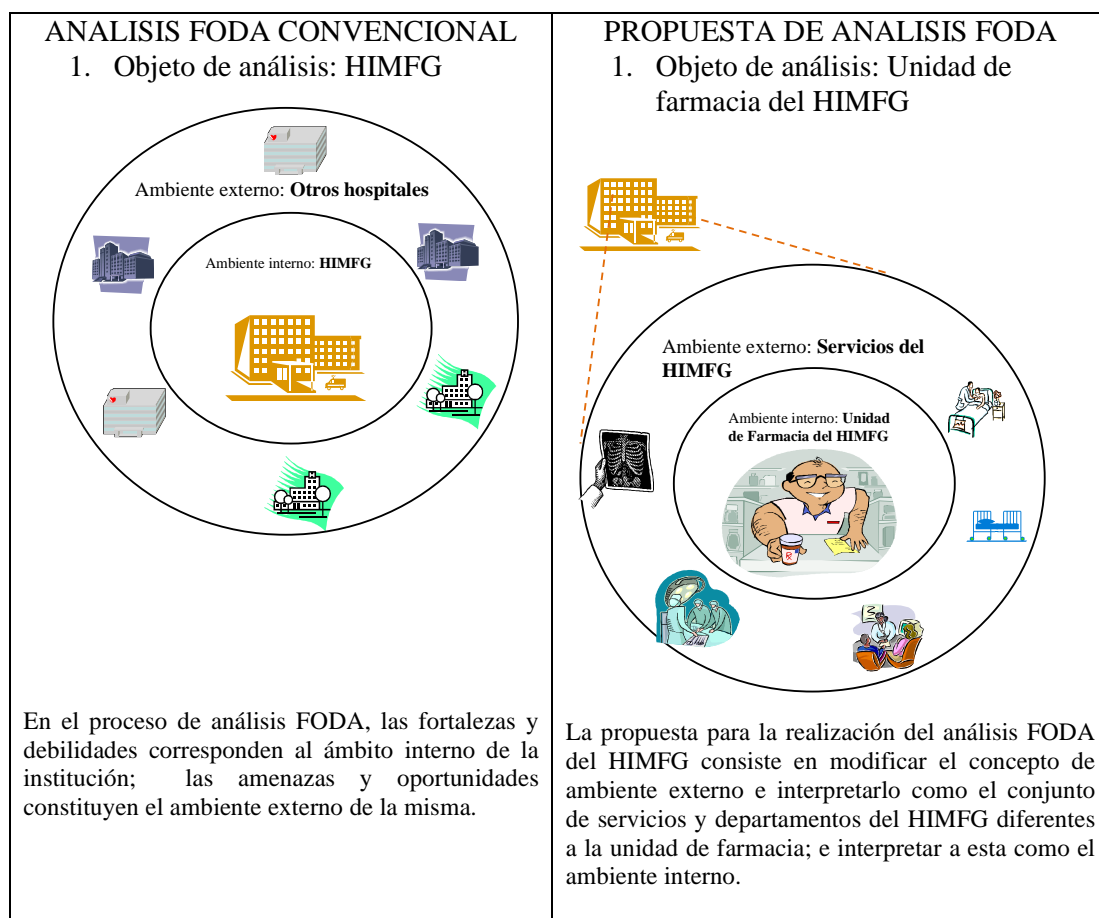 ANALISIS FODA CONVENCIONAL
1. Objeto de análisis: HIMFG
Ambiente externo: Otros hospitales
Ambiente interno: HIMFG
En el proceso de análisis FODA, las fortalezas y
debilidades corresponden al ámbito interno de la
institución; las amenazas y oportunidades
constituyen el ambiente externo de la misma.
PROPUESTA DE ANALISIS FODA
1. Objeto de análisis: Unidad de
farmacia del HIMFG
Ambiente externo: Servicios del
HIMFG
Ambiente interno: Unidad
de Farmacia del HIMFG
La propuesta para la realización del análisis FODA
del HIMFG consiste en modificar el concepto de
ambiente externo e interpretarlo como el conjunto
de servicios y departamentos del HIMFG diferentes
a la unidad de farmacia; e interpretar a esta como el
ambiente interno.